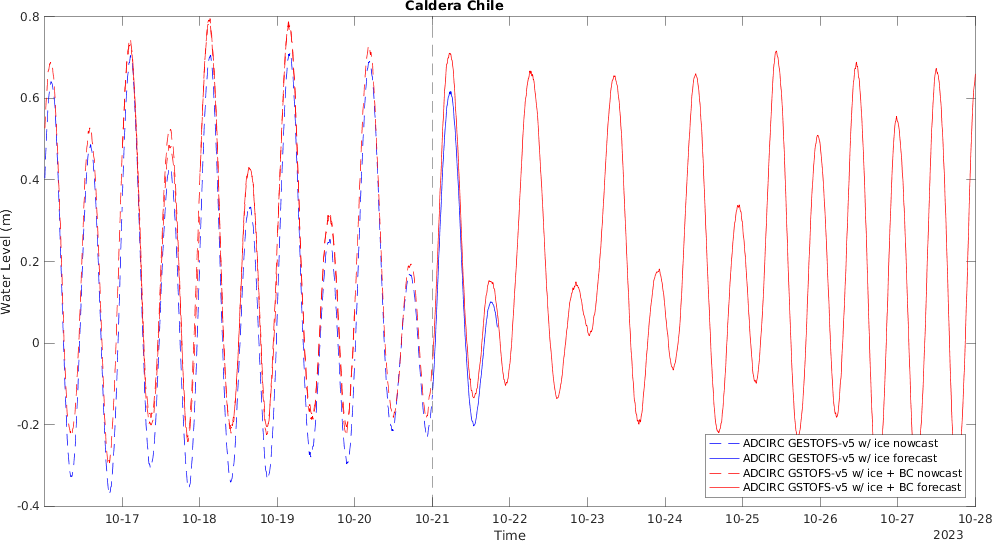 Caldera Chile
0.8
0.6
0.4
0.2
0
-0.2
-0.4
Water Level (m)
10-17 10-18 10-19 10-20 10-21 10-22 10-23 10-24 10-25 10-26 10-27 10-28
Time
2023
ADCIRC GESTOFS-v5 w/ ice nowcast
ADCIRC GESTOFS-v5 w/ ice forecast
ADCIRC GSTOFS-v5 w/ ice + BC nowcast
ADCIRC GSTOFS-v5 w/ ice + BC forecast